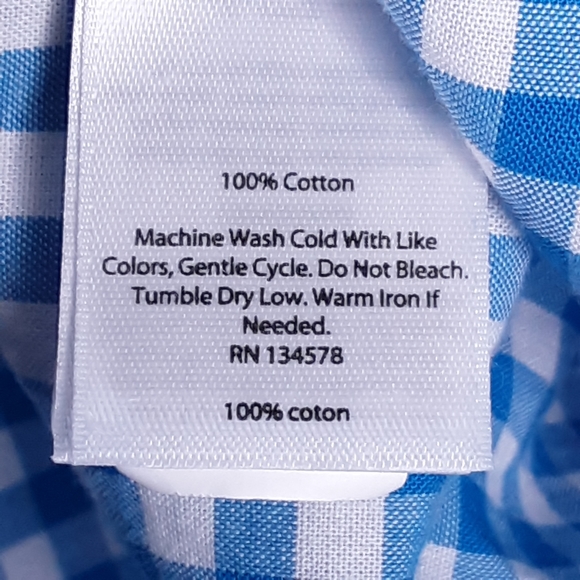 100% Cotton
Machine Wash Cold With Like
Colors, Gentle Cycle. Do Not Bleach.
Tumble Dry Low. Warm Iron If
Needed.
RN 134578
100% coton